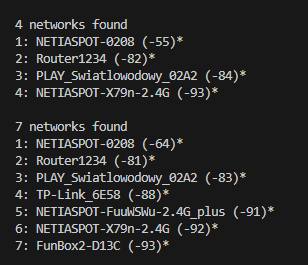 4 networks found
1: NETIASPOT-0208 (-55)*
2: Router1234 (-82)*
3: PLAY_Swiatlowodowy_02A2 (-84)*
4: NETIASPOT-X79n-2.4G (-93)*
7 networks found
1: NETIASPOT-0208 (-64)*
2: Router1234 (-81)*
3: PLAY_Swiatlowodowy_02A2 (-83)*
4: TP-Link_6E58 (-88)*
5: NETIASPOT-FuuWSWu-2.4G_plus (-91)*
6: NETIASPOT-X79n-2.4G (-92)*
7: FunBox2-D13C (-93)*